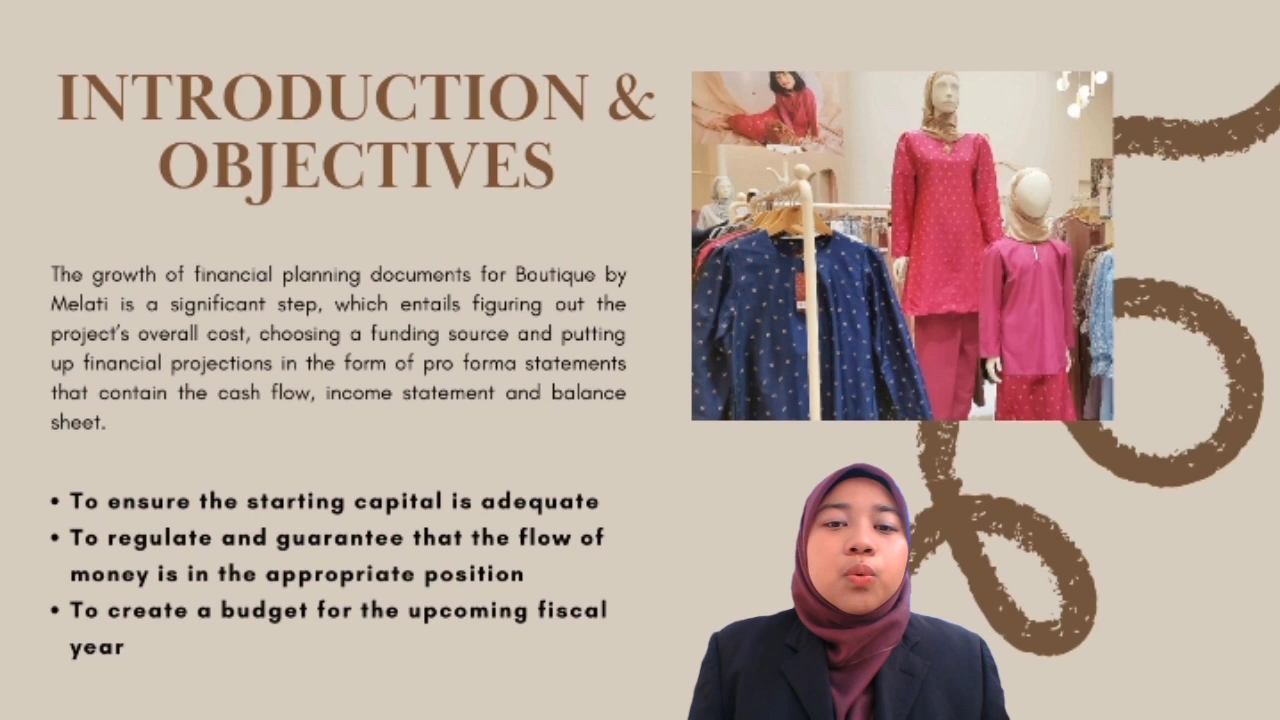 INTRODUCTION &
OBJECTIVES
The growth of financial planning documents for Boutique by
Melati is a significant step, which entails figuring out the
project's overall cost, choosing a funding source and putting
up financial projections in the form of pro forma statements
that contain the cash flow, income statement and balance
sheet.
• To ensure the starting capital is adequate
• To regulate and guarantee that the flow of
money is in the appropriate position
• To create a budget for the upcoming fiscal
year